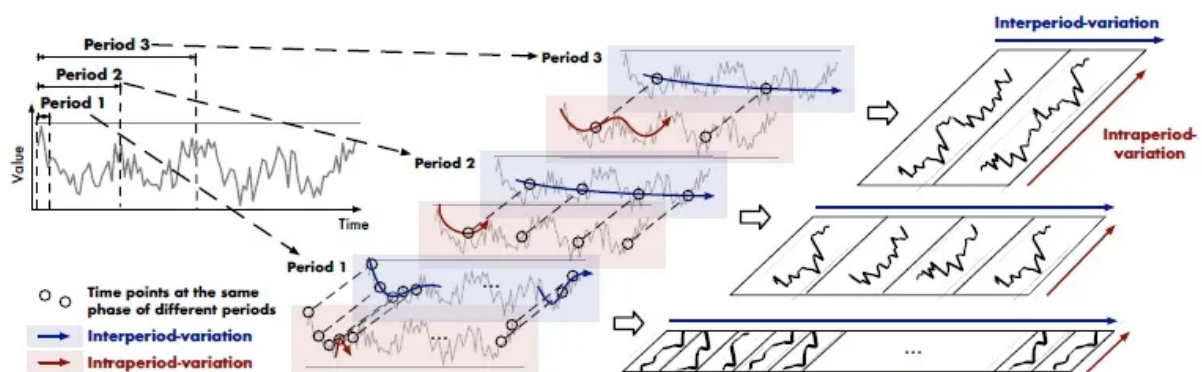 Interperiod-variation
Period 3
Period 3
Period 2
Period 1
Value
Time
Intraperiod-
variation
Period 2
Period 1
...
...
...
Time points at the same
phase of different periods
Interperiod-variation
Intraperiod-variation